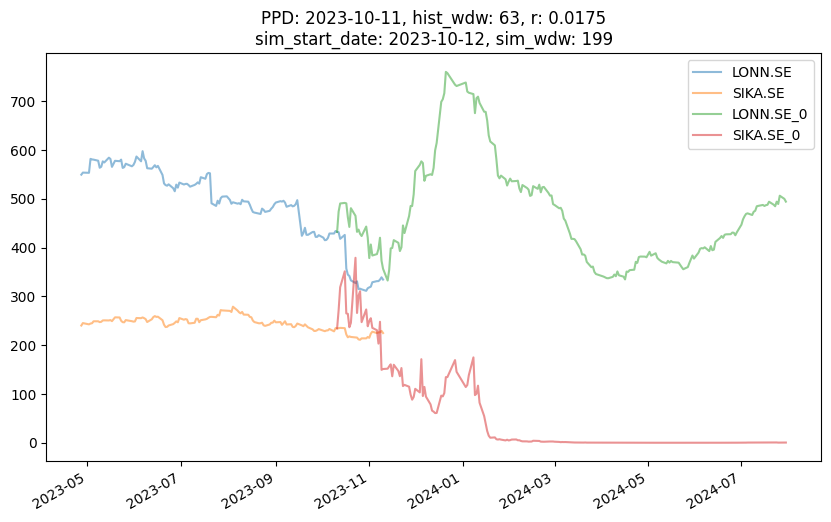 PPD: 2023-10-11, hist_wdw: 63, r: 0.0175
sim_start_date: 2023-10-12, sim_wdw: 199
LONN.SE
SIKA.SE
LONN.SE_0
SIKA.SE_0
700
600
500
400
300
200
100
0
2023-05
2023-07
2023-09
2023-11
2024-01
2024-03
2024-05
2024-07